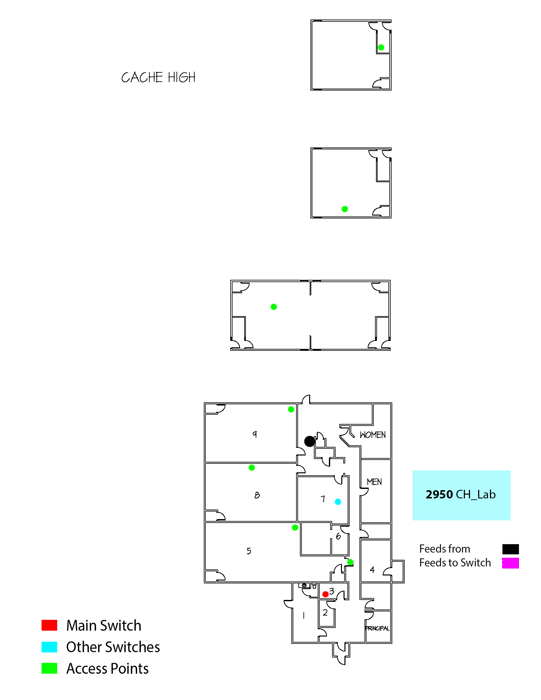 CACHE HIGH
9
WOMEN
8
MEN
7
2950 CH_Lab
6
5
4
Feeds from
Feeds to Switch
3
1
2
PRINCIPAL
Main Switch
Other Switches
Access Points